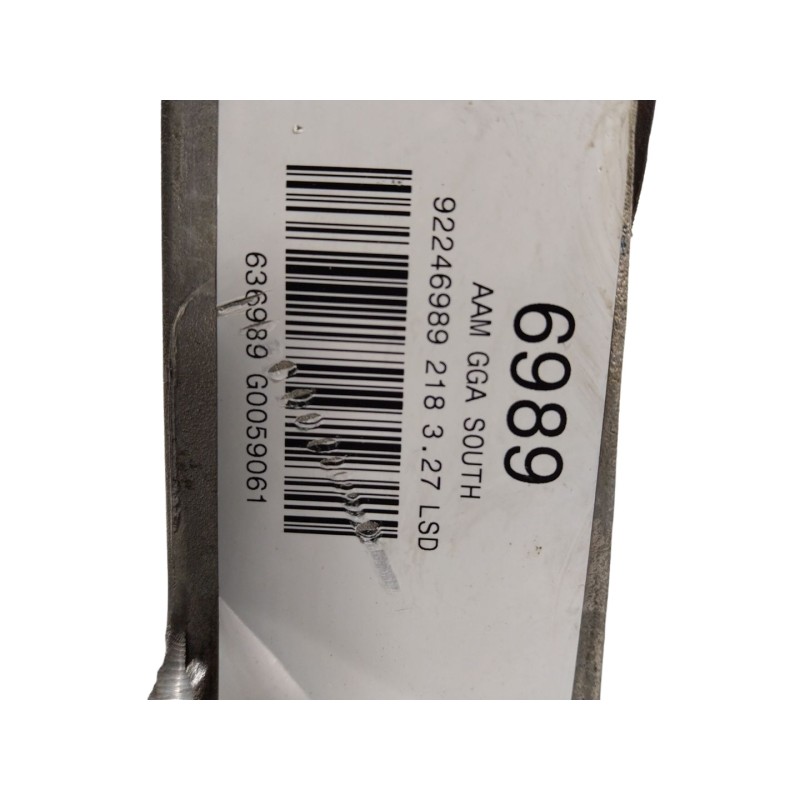 6989
AAM GGA SOUTH
92246989 218 3.27 LSD
636989 G0059061